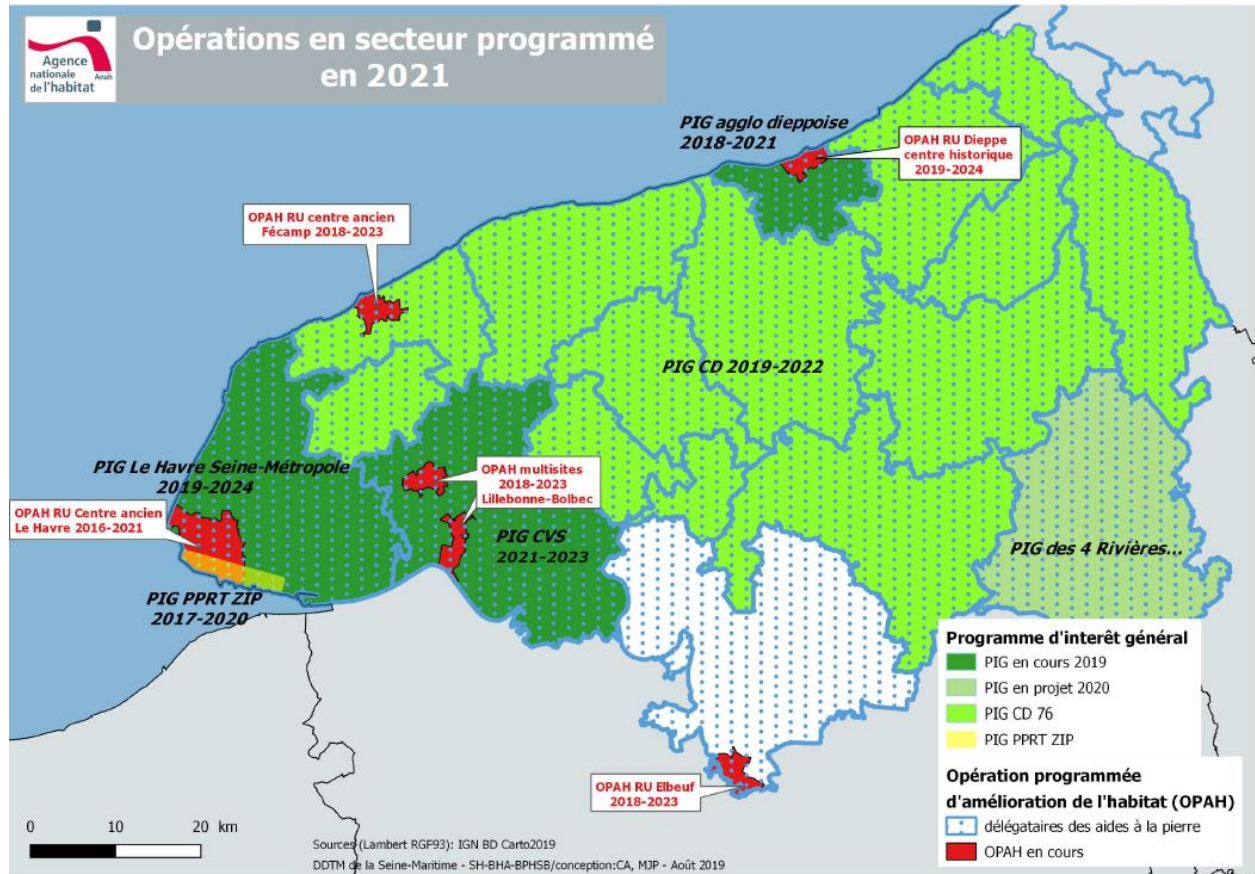 Opérations en secteur programmé
en 2021
Agence
nationale
de l'habitat
Anah
PIG agglo dieppoise
2018-2021
OPAH RU Dieppe
centre historique
2019-2024
OPAH RU centre ancien
Fécamp 2018-2023
PIG CD 2019-2022
PIG Le Havre Seine-Métropole
2019-2024
OPAH multisites
2018-2023
Lillebonne-Bolbec
OPAH RU Centre ancien
Le Havre 2016-2021
PIG CVS
2021-2023
PIG des 4 Rivières...
PIG PPRT ZIP
2017-2020
OPAH RU Elbeuf
2018-2023
Programme d'interêt général
PIG en cours 2019
PIG en projet 2020
PIG CD 76
PIG PPRT ZIP
Opération programmée
d'amélioration de l'habitat (OPAH)
délégataires des aides à la pierre
OPAH en cours
0 10 20 km
Sources (Lambert RGF93): IGN BD Carto2019
DDTM de la Seine-Maritime - SH-BHA-BPHSB/conception:CA, MJP - Août 2019